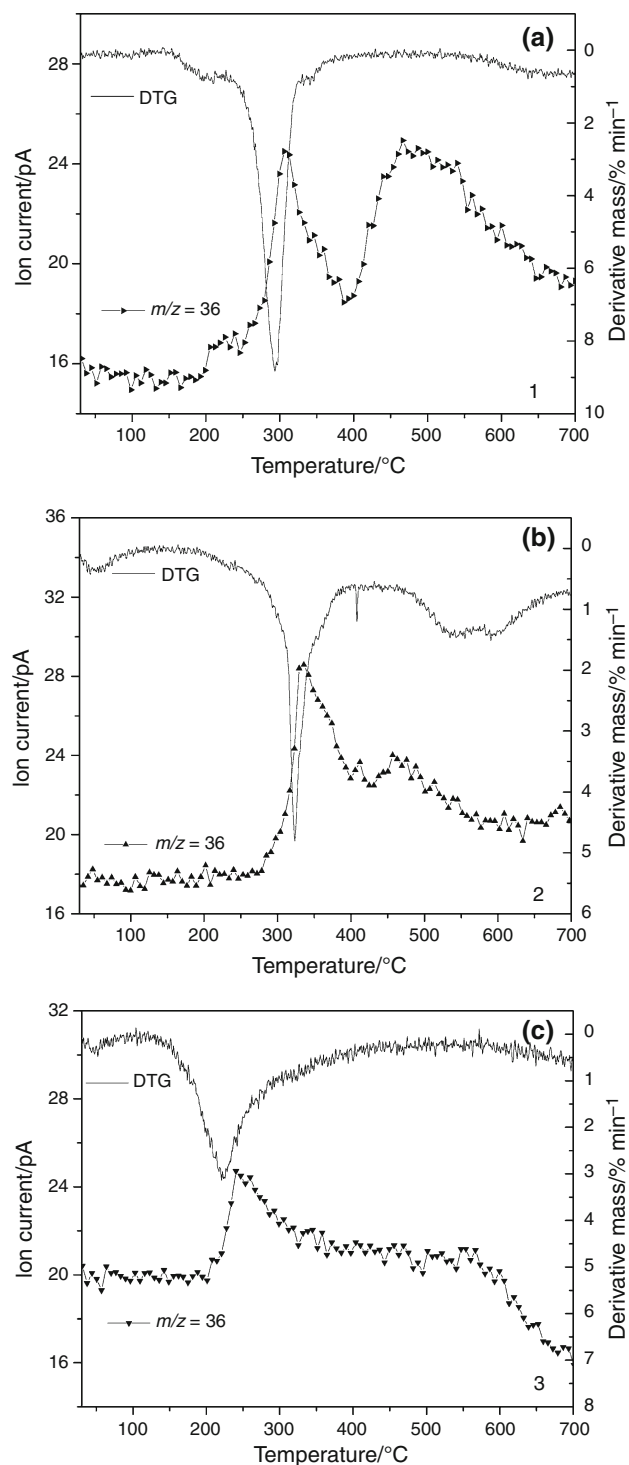 (a)
28
24
20
16
0
2
4
6
8
10
DTG
m/z = 36
1
Ion current/pA
Derivative mass/% min⁻¹
100 200 300 400 500 600 700
Temperature/°C
(b)
36
32
28
24
20
16
0
1
2
3
4
5
6
DTG
m/z = 36
2
Ion current/pA
Derivative mass/% min⁻¹
100 200 300 400 500 600 700
Temperature/°C
(c)
32
28
24
20
16
0
1
2
3
4
5
6
7
8
DTG
m/z = 36
3
Ion current/pA
Derivative mass/% min⁻¹
100 200 300 400 500 600 700
Temperature/°C